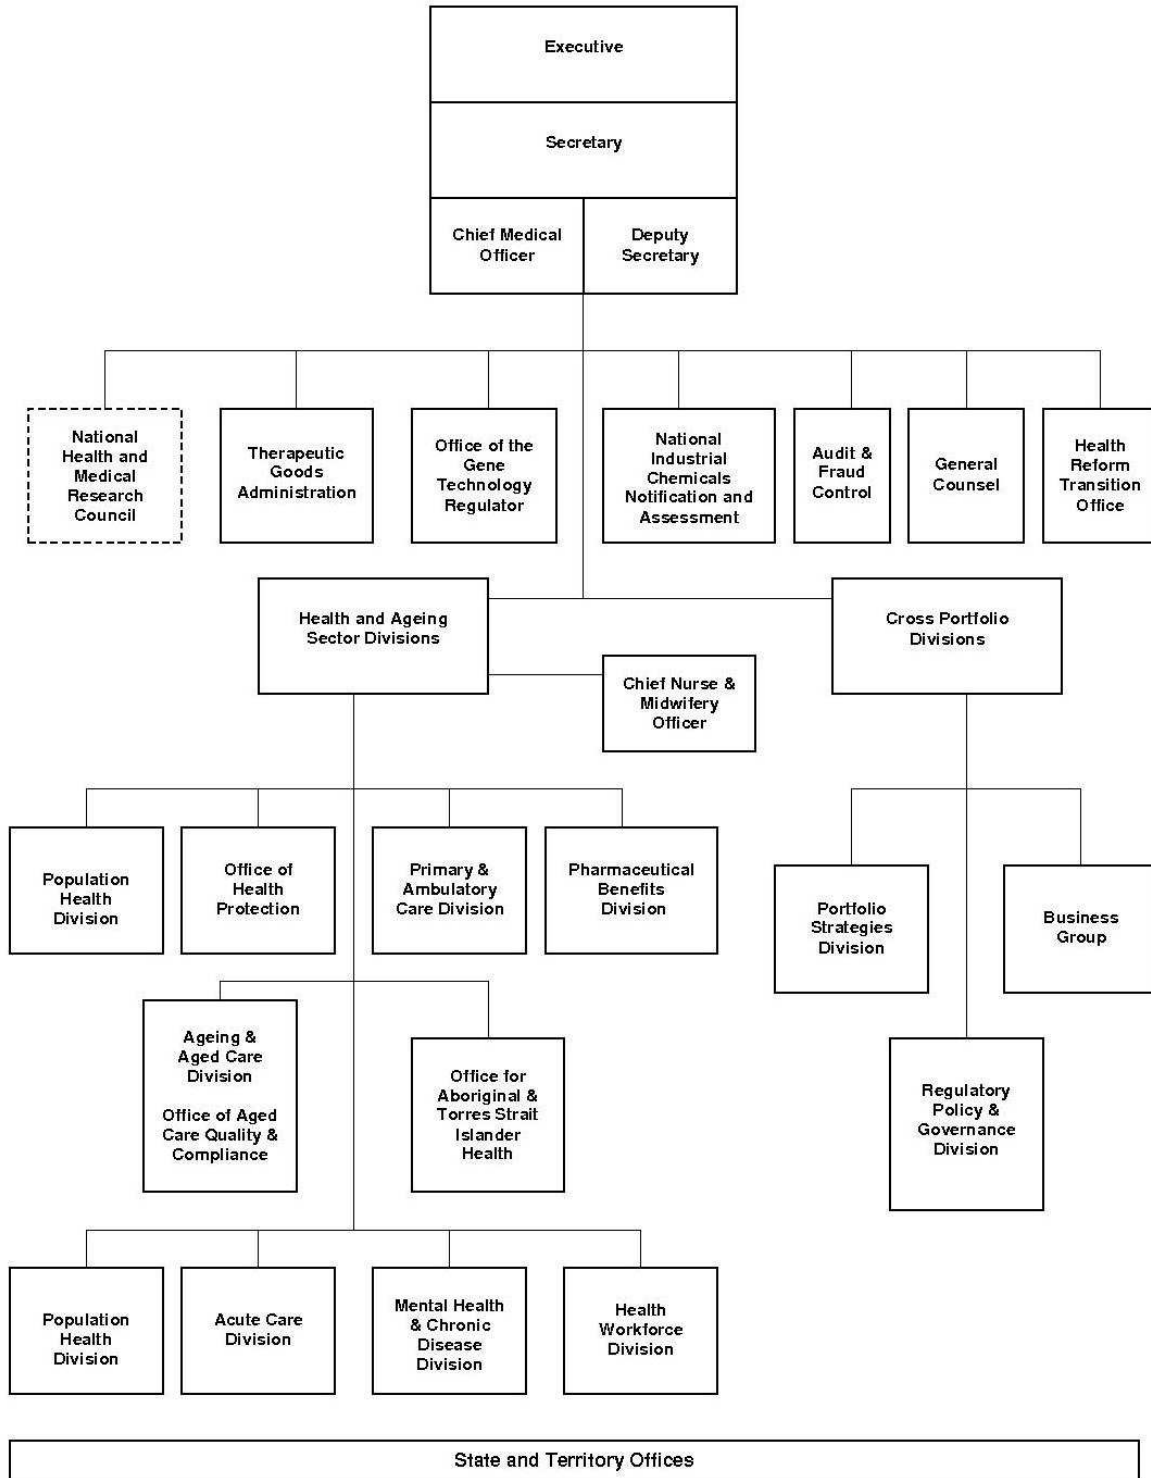 Executive
Secretary
Chief Medical
Officer
Deputy
Secretary
National
Health and
Medical
Research
Council
Therapeutic
Goods
Administration
Office of the
Gene
Technology
Regulator
National
Industrial
Chemicals
Notification and
Assessment
Audit &
Fraud
Control
General
Counsel
Health
Reform
Transition
Office
Health and Ageing
Sector Divisions
Cross Portfolio
Divisions
Chief Nurse &
Midwifery
Officer
Population
Health
Division
Office of
Health
Protection
Primary &
Ambulatory
Care Division
Pharmaceutical
Benefits
Division
Portfolio
Strategies
Division
Business
Group
Ageing &
Aged Care
Division
Office of Aged
Care Quality &
Compliance
Office for
Aboriginal &
Torres Strait
Islander
Health
Regulatory
Policy &
Governance
Division
Population
Health
Division
Acute Care
Division
Mental Health
& Chronic
Disease
Division
Health
Workforce
Division
State and Territory Offices